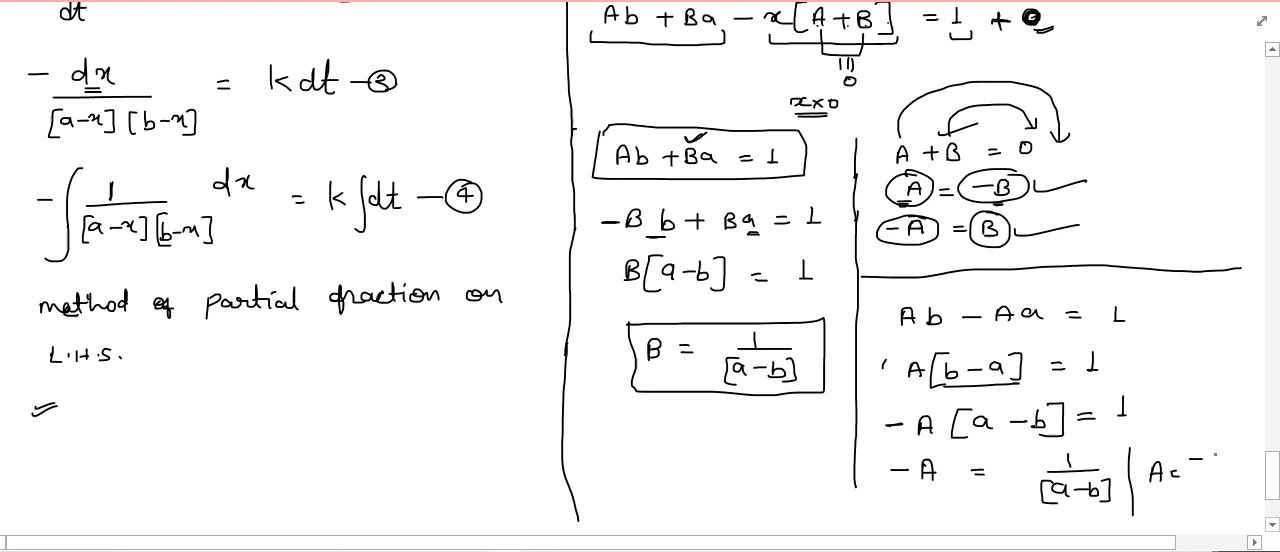 dt
- dx / [a-x] [b-x] = k dt - ③
- ∫ 1 / [a-x][b-x] dx = k ∫dt - ④
method of partial fraction on
L.H.S.
Ab + Ba - x[A+B] = 1 + 0
0
x×0
Ab + Ba = 1
-B b + Ba = 1
B[a-b] = 1
B = 1 / [a-b]
A + B = 0
A = -B
-A = B
Ab - Aa = 1
A[b-a] = 1
-A [a-b] = 1
-A = 1 / [a-b] | A = -